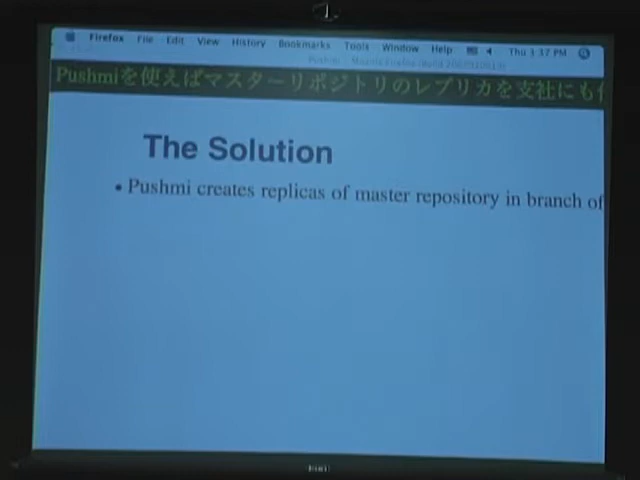 Firefox File Edit View History Bookmarks Tools Window Help Thu 3:37 PM
Pushmiを使えばマスターリポジトリのレプリカを支社にも
The Solution
• Pushmi creates replicas of master repository in branch of